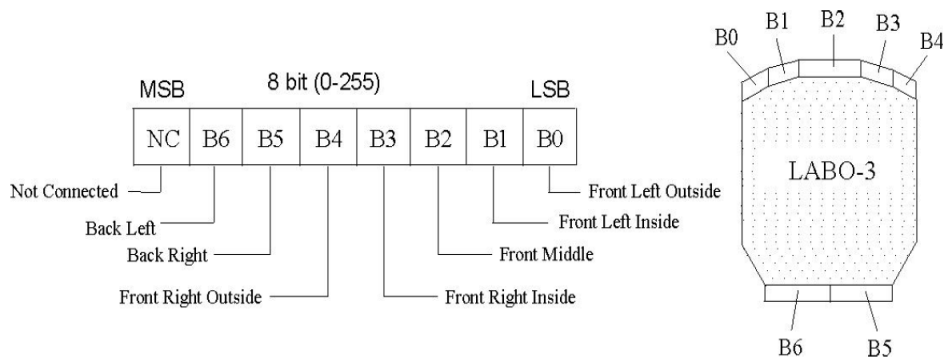 MSB 8 bit (0-255) LSB
NC B6 B5 B4 B3 B2 B1 B0
Not Connected
Back Left
Back Right
Front Right Outside
Front Left Outside
Front Left Inside
Front Middle
Front Right Inside
B0 B1 B2 B3 B4
LABO-3
B6 B5